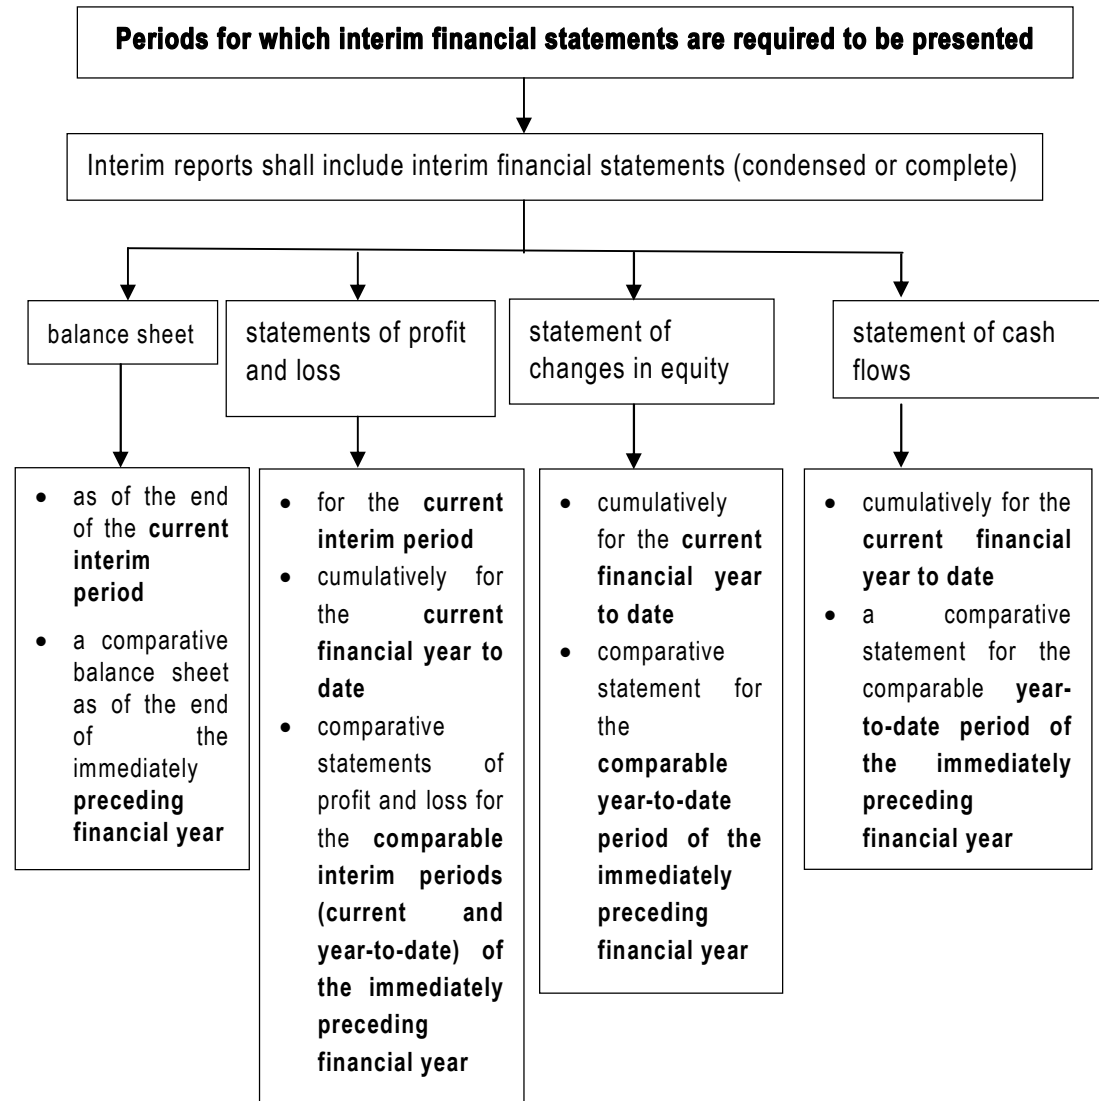 Periods for which interim financial statements are required to be presented
Interim reports shall include interim financial statements (condensed or complete)
balance sheet
statements of profit
and loss
statement of
changes in equity
statement of cash
flows
• as of the end
of the current
interim
period
• a comparative
balance sheet
as of the end
of the
immediately
preceding
financial year
• for the current
interim period
• cumulatively for
the current
financial year to
date
• comparative
statements of
profit and loss for
the comparable
interim periods
(current and
year-to-date) of
the immediately
preceding
financial year
• cumulatively
for the current
financial year
to date
• comparative
statement for
the
comparable
year-to-date
period of the
immediately
preceding
financial year
• cumulatively for the
current financial
year to date
• a comparative
statement for the
comparable year-
to-date period of
the immediately
preceding
financial year